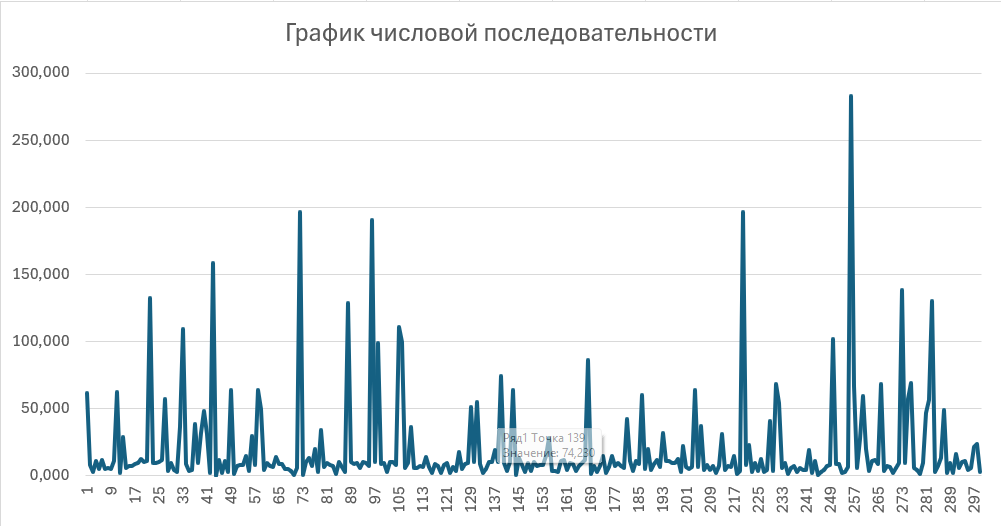 График числовой последовательности
300,000
250,000
200,000
150,000
100,000
50,000
0,000
Ряд1 Точка 139
Значение: 74,230
1 9 17 25 33 41 49 57 65 73 81 89 97 105 113 121 129 137 145 153 161 169 177 185 193 201 209 217 225 233 241 249 257 265 273 281 289 297